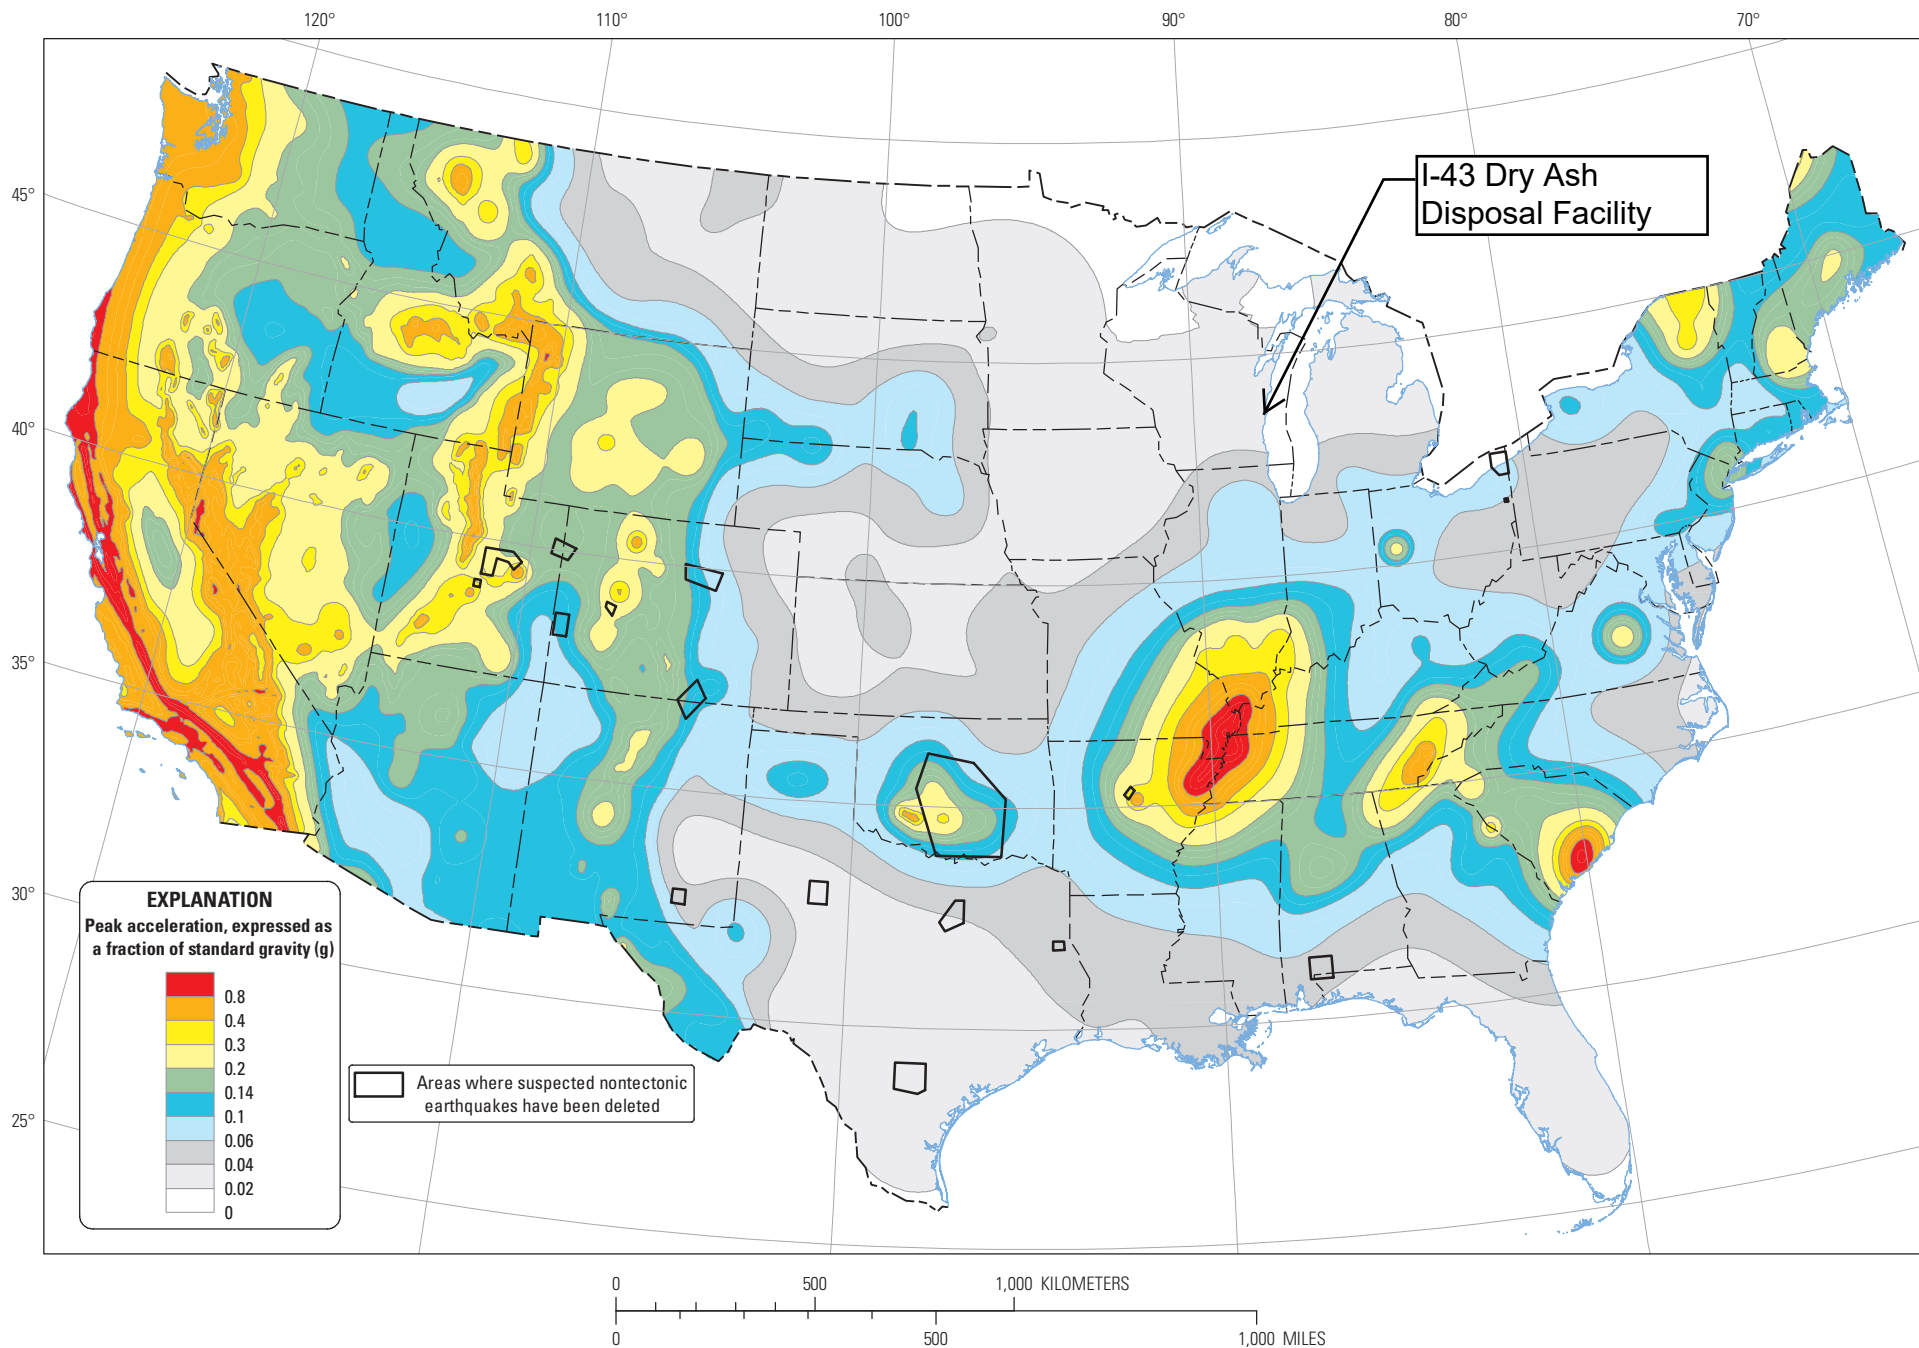 120°
110°
100°
90°
80°
70°
45°
40°
35°
30°
25°
I-43 Dry Ash
Disposal Facility
EXPLANATION
Peak acceleration, expressed as
a fraction of standard gravity (g)
0.8
0.4
0.3
0.2
0.14
0.1
0.06
0.04
0.02
0
Areas where suspected nontectonic
earthquakes have been deleted
0 500 1,000 KILOMETERS
0 500 1,000 MILES